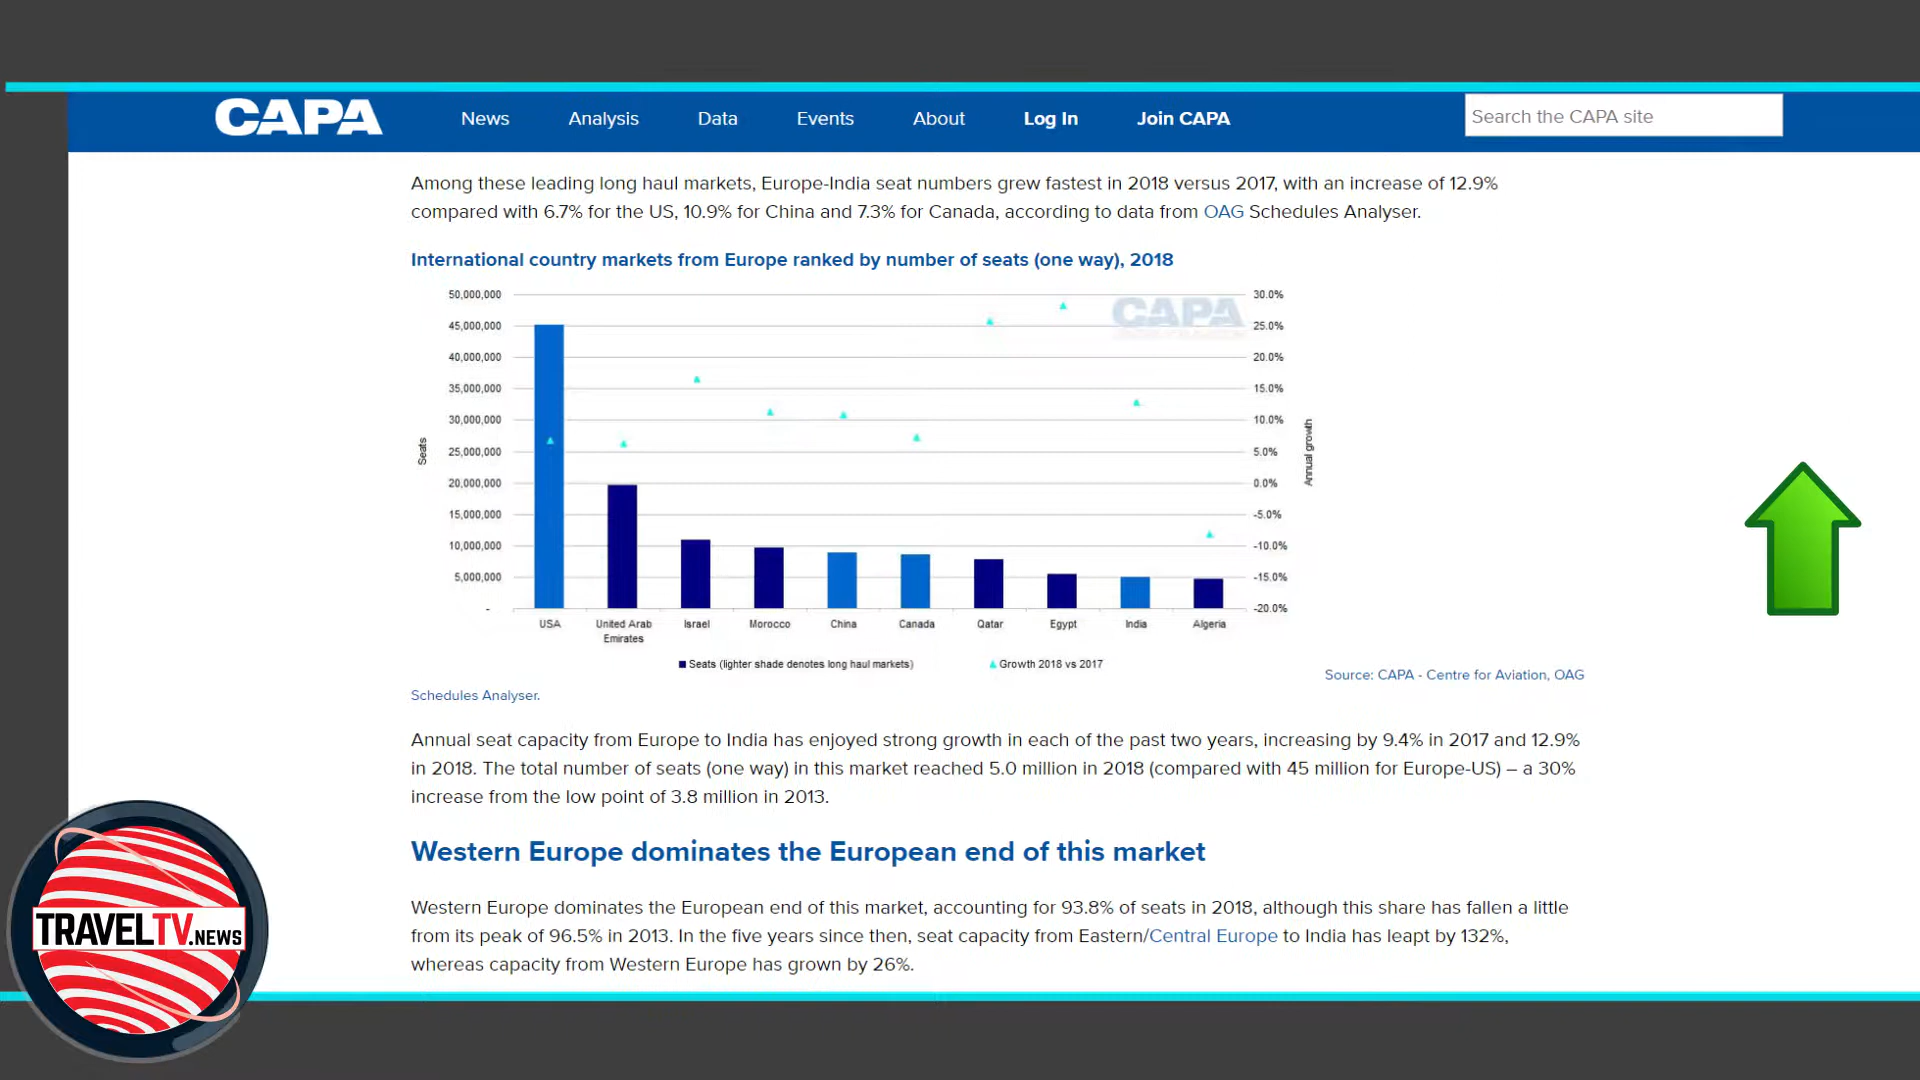 CAPA News Analysis Data Events About Log In Join CAPA Search the CAPA site
Among these leading long haul markets, Europe-India seat numbers grew fastest in 2018 versus 2017, with an increase of 12.9%
compared with 6.7% for the US, 10.9% for China and 7.3% for Canada, according to data from OAG Schedules Analyser.
International country markets from Europe ranked by number of seats (one way), 2018
50,000,000 30.0%
CAPA
45,000,000 25.0%
40,000,000 20.0%
35,000,000 15.0%
30,000,000 10.0%
Seats 25,000,000 5.0% Annual growth
20,000,000 0.0%
15,000,000 -5.0%
10,000,000 -10.0%
5,000,000 -15.0%
- -20.0%
USA United Arab Israel Morocco China Canada Qatar Egypt India Algeria
Emirates
Seats (lighter shade denotes long haul markets) Growth 2018 vs 2017
Source: CAPA - Centre for Aviation, OAG
Schedules Analyser.
Annual seat capacity from Europe to India has enjoyed strong growth in each of the past two years, increasing by 9.4% in 2017 and 12.9%
in 2018. The total number of seats (one way) in this market reached 5.0 million in 2018 (compared with 45 million for Europe-US) – a 30%
increase from the low point of 3.8 million in 2013.
Western Europe dominates the European end of this market
Western Europe dominates the European end of this market, accounting for 93.8% of seats in 2018, although this share has fallen a little
from its peak of 96.5% in 2013. In the five years since then, seat capacity from Eastern/Central Europe to India has leapt by 132%,
whereas capacity from Western Europe has grown by 26%.
TRAVELTV.NEWS